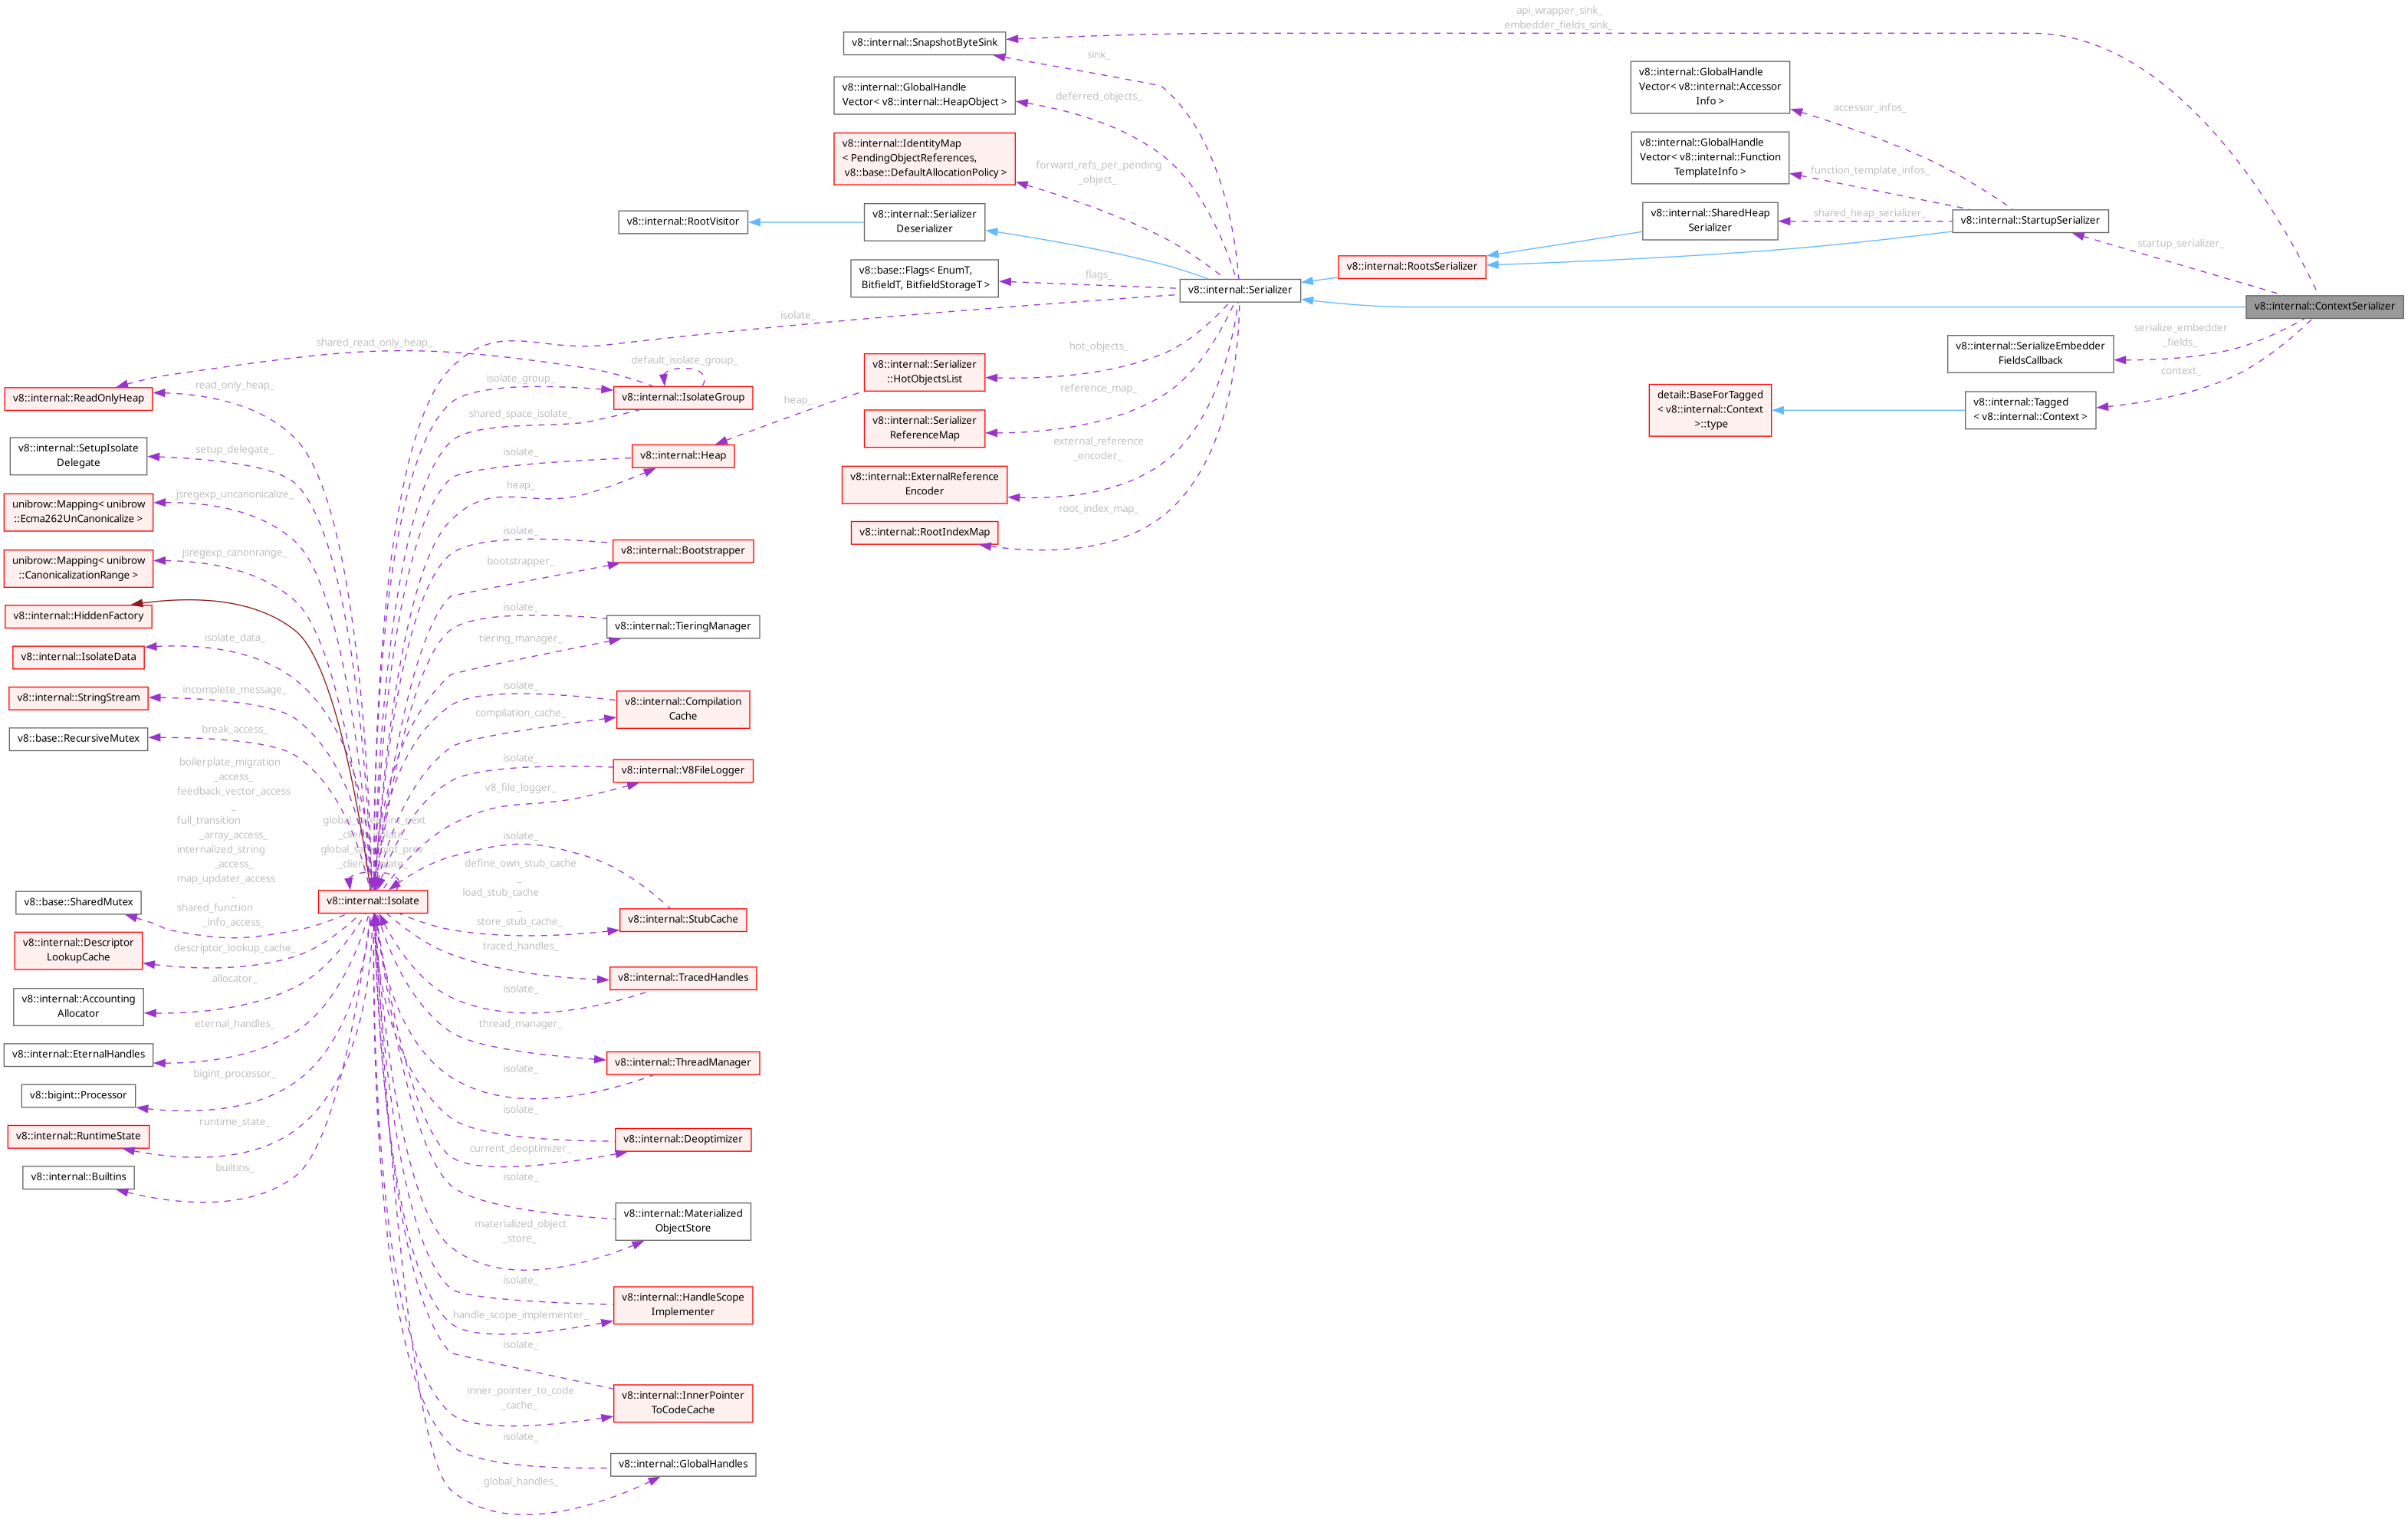 api_wrapper_sink_
embedder_fields_sink_
v8::internal::SnapshotByteSink
sink_
v8::internal::GlobalHandle
Vector< v8::internal::HeapObject >
deferred_objects_
v8::internal::GlobalHandle
Vector< v8::internal::Accessor
Info >
accessor_infos_
v8::internal::IdentityMap
< PendingObjectReferences,
v8::base::DefaultAllocationPolicy >
forward_refs_per_pending
_object_
v8::internal::GlobalHandle
Vector< v8::internal::Function
TemplateInfo >
function_template_infos_
v8::internal::RootVisitor
v8::internal::Serializer
Deserializer
v8::internal::SharedHeap
Serializer
shared_heap_serializer_
v8::internal::StartupSerializer
startup_serializer_
v8::base::Flags< EnumT,
BitfieldT, BitfieldStorageT >
flags_
v8::internal::RootsSerializer
v8::internal::Serializer
v8::internal::ContextSerializer
isolate_
serialize_embedder
_fields_
v8::internal::SerializeEmbedder
FieldsCallback
context_
shared_read_only_heap_
default_isolate_group_
hot_objects_
v8::internal::Serializer
::HotObjectsList
read_only_heap_
isolate_group_
reference_map_
v8::internal::ReadOnlyHeap
v8::internal::IsolateGroup
heap_
detail::BaseForTagged
< v8::internal::Context
>::type
v8::internal::Tagged
< v8::internal::Context >
shared_space_isolate_
v8::internal::Serializer
ReferenceMap
external_reference
_encoder_
v8::internal::SetupIsolate
Delegate
setup_delegate_
isolate_
v8::internal::Heap
heap_
v8::internal::ExternalReference
Encoder
jsregexp_uncanonicalize_
unibrow::Mapping< unibrow
::Ecma262UnCanonicalize >
root_index_map_
v8::internal::RootIndexMap
isolate_
v8::internal::Bootstrapper
bootstrapper_
jsregexp_canonrange_
unibrow::Mapping< unibrow
::CanonicalizationRange >
v8::internal::HiddenFactory
isolate_
v8::internal::TieringManager
tiering_manager_
isolate_data_
v8::internal::IsolateData
incomplete_message_
v8::internal::StringStream
isolate_
v8::internal::Compilation
Cache
compilation_cache_
break_access_
v8::base::RecursiveMutex
isolate_
v8::internal::V8FileLogger
v8_file_logger_
boilerplate_migration
_access_
feedback_vector_access
_
full_transition
_array_access_
internalized_string
_access_
map_updater_access
_
shared_function
_info_access_
isolate_
define_own_stub_cache
_
load_stub_cache
_
store_stub_cache_
v8::base::SharedMutex
v8::internal::Isolate
v8::internal::StubCache
v8::internal::Descriptor
LookupCache
descriptor_lookup_cache_
traced_handles_
v8::internal::TracedHandles
allocator_
isolate_
v8::internal::Accounting
Allocator
eternal_handles_
thread_manager_
v8::internal::EternalHandles
v8::internal::ThreadManager
bigint_processor_
isolate_
v8::bigint::Processor
runtime_state_
isolate_
v8::internal::RuntimeState
v8::internal::Deoptimizer
current_deoptimizer_
builtins_
v8::internal::Builtins
isolate_
v8::internal::Materialized
ObjectStore
materialized_object
_store_
isolate_
v8::internal::HandleScope
Implementer
handle_scope_implementer_
isolate_
v8::internal::InnerPointer
ToCodeCache
inner_pointer_to_code
_cache_
isolate_
v8::internal::GlobalHandles
global_handles_